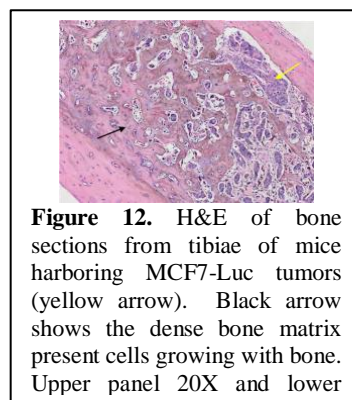 Figure 12. H&E of bone
sections from tibiae of mice
harboring MCF7-Luc tumors
(yellow arrow). Black arrow
shows the dense bone matrix
present cells growing with bone.
Upper panel 20X and lower